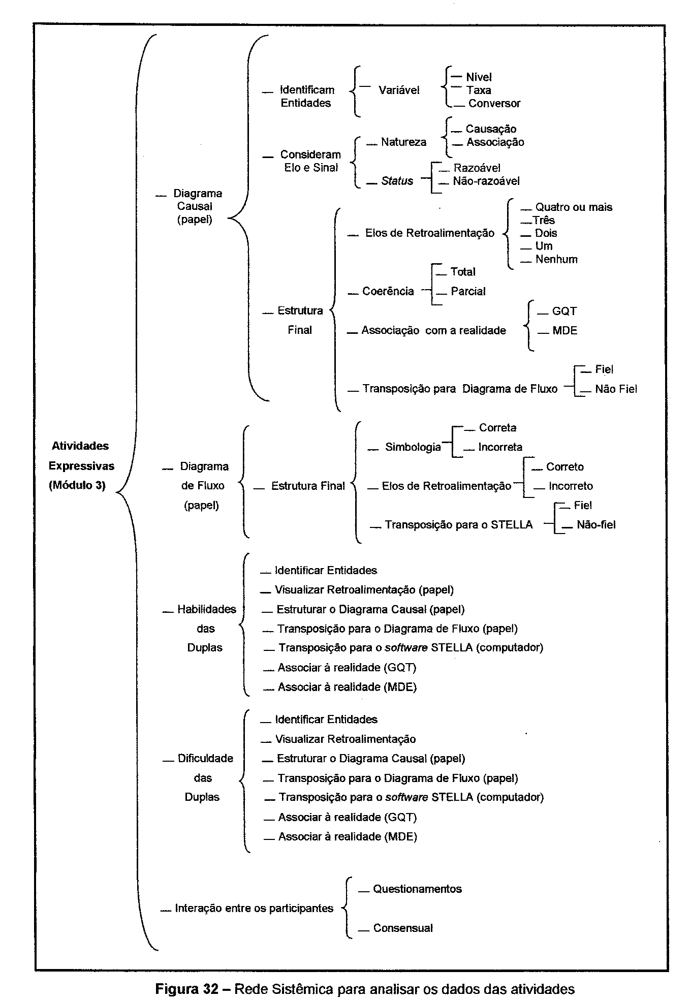 — Nível
— Identificam — Variável — Taxa
Entidades — Conversor
— Causação
— Natureza — Associação
— Consideram
Elo e Sinal — Razoável
— Status — Não-razoável
— Diagrama
Causal — Quatro ou mais
(papel) —Três
— Elos de Retroalimentação — Dois
— Um
— Nenhum
— Total
— Coerência — Parcial
— Estrutura — GQT
Final — Associação com a realidade — MDE
— Fiel
— Transposição para Diagrama de Fluxo — Não Fiel
— Correta
Atividades — Simbologia — Incorreta
Expressivas — Diagrama — Correto
(Módulo 3) de Fluxo — Estrutura Final — Elos de Retroalimentação — Incorreto
(papel) — Fiel
— Transposição para o STELLA — Não-fiel
— Identificar Entidades
— Visualizar Retroalimentação (papel)
— Habilidades — Estruturar o Diagrama Causal (papel)
das — Transposição para o Diagrama de Fluxo (papel)
Duplas — Transposição para o software STELLA (computador)
— Associar à realidade (GQT)
— Associar à realidade (MDE)
— Identificar Entidades
— Visualizar Retroalimentação
— Dificuldade — Estruturar o Diagrama Causal (papel)
das — Transposição para o Diagrama de Fluxo (papel)
Duplas — Transposição para o software STELLA (computador)
— Associar à realidade (GQT)
— Associar à realidade (MDE)
— Questionamentos
— Interação entre os participantes
— Consensual
Figura 32 – Rede Sistêmica para analisar os dados das atividades